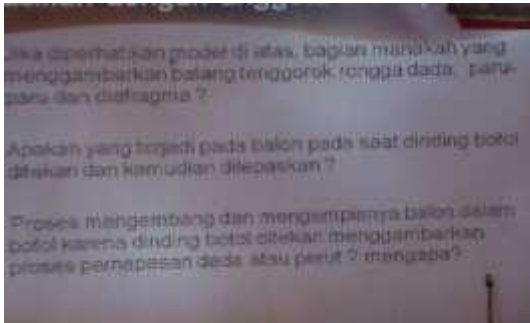 Jika diperhatikan model di atas, bagian manakah yang
menggambarkan batang tenggorok, rongga dada, paru-
paru dan diafragma ?
Apakah yang terjadi pada balon pada saat dinding botol
ditekan dan kemudian dilepaskan ?
Proses mengembang dan mengempisnya balon dalam
botol karena dinding botol ditekan menggambarkan
proses pernapasan dada atau perut ? mengapa?